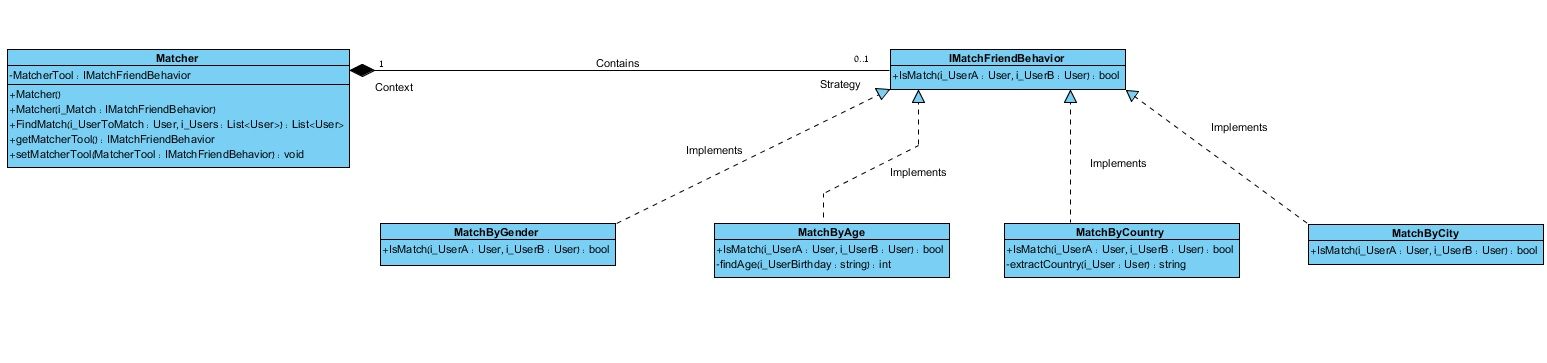 Matcher
-MatcherTool : IMatchFriendBehavior
+Matcher()
+Matcher(i_Match : IMatchFriendBehavior)
+FindMatch(i_UserToMatch : User, i_Users : List<User>) : List<User>
+getMatcherTool() : IMatchFriendBehavior
+setMatcherTool(MatcherTool : IMatchFriendBehavior) : void
1
Context
Contains
0..1
Strategy
IMatchFriendBehavior
+IsMatch(i_UserA : User, i_UserB : User) : bool
Implements
Implements
Implements
Implements
MatchByGender
+IsMatch(i_UserA : User, i_UserB : User) : bool
MatchByAge
+IsMatch(i_UserA : User, i_UserB : User) : bool
-findAge(i_UserBirthday : string) : int
MatchByCountry
+IsMatch(i_UserA : User, i_UserB : User) : bool
-extractCountry(i_User : User) : string
MatchByCity
+IsMatch(i_UserA : User, i_UserB : User) : bool